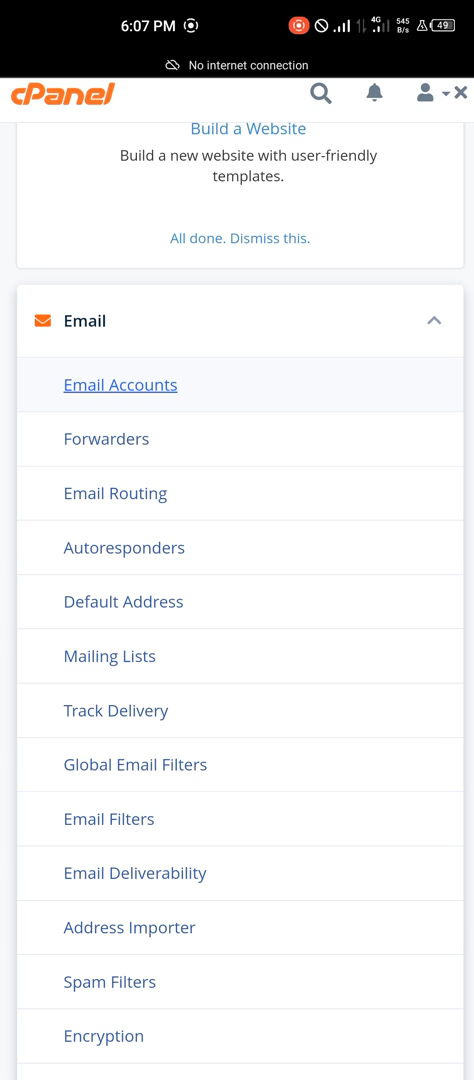 6:07 PM 4G 545 B/s 49
No internet connection
cPanel
Build a Website
Build a new website with user-friendly
templates.
All done. Dismiss this.
Email
Email Accounts
Forwarders
Email Routing
Autoresponders
Default Address
Mailing Lists
Track Delivery
Global Email Filters
Email Filters
Email Deliverability
Address Importer
Spam Filters
Encryption